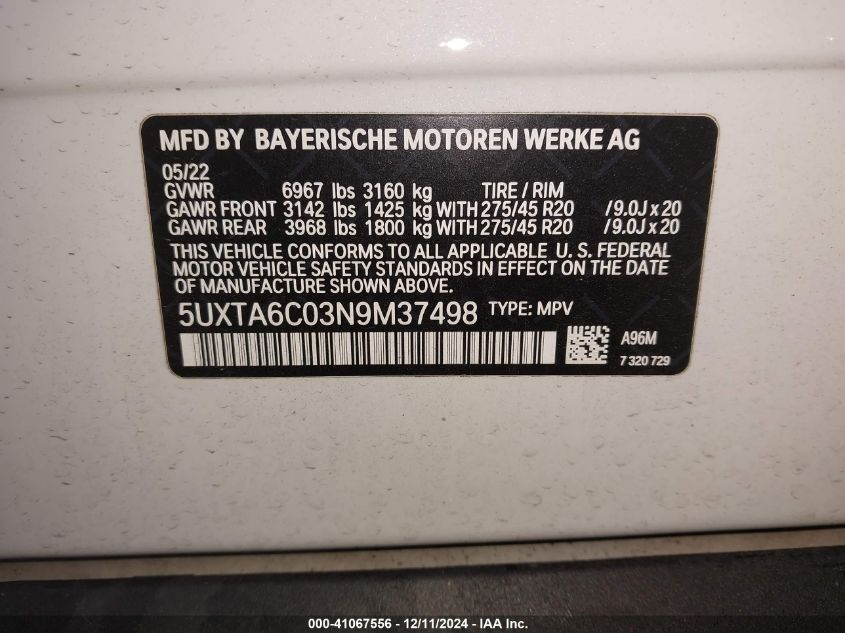 MFD BY BAYERISCHE MOTOREN WERKE AG
05/22
GVWR 6967 lbs 3160 kg TIRE / RIM
GAWR FRONT 3142 lbs 1425 kg WITH 275/45 R20 /9.0J x 20
GAWR REAR 3968 lbs 1800 kg WITH 275/45 R20 /9.0J x 20
THIS VEHICLE CONFORMS TO ALL APPLICABLE U. S. FEDERAL
MOTOR VEHICLE SAFETY STANDARDS IN EFFECT ON THE DATE
OF MANUFACTURE SHOWN ABOVE.
5UXTA6C03N9M37498 TYPE: MPV
A96M
7 320 729
000-41067556 - 12/11/2024 - IAA Inc.